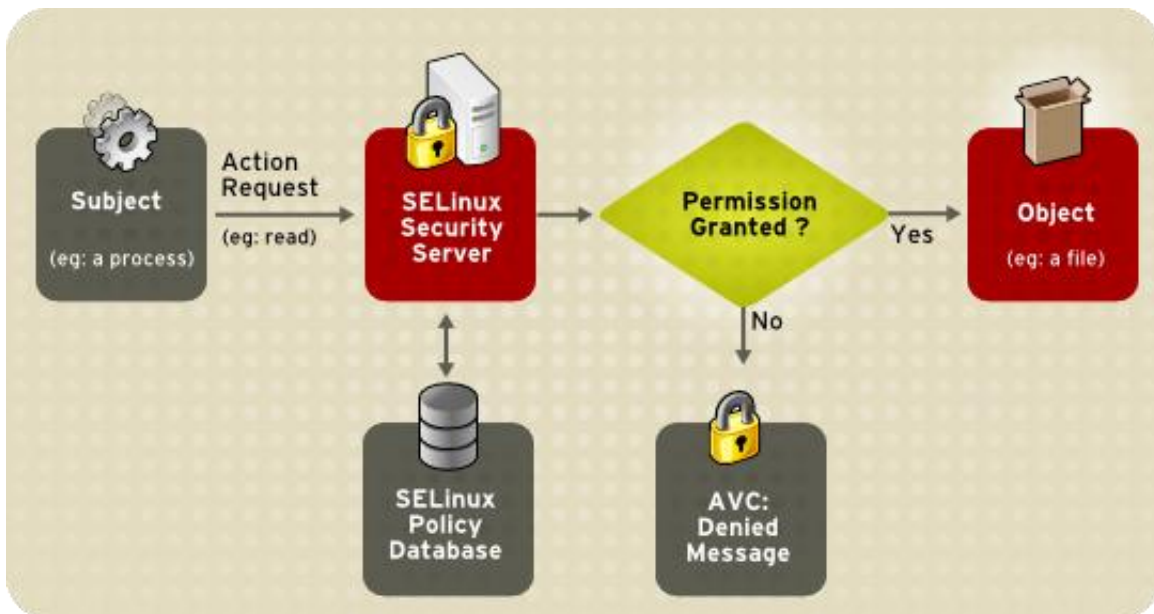 Subject
(eg: a process)
Action
Request
(eg: read)
SELinux
Security
Server
Permission
Granted ?
Yes
Object
(eg: a file)
No
SELinux
Policy
Database
AVC:
Denied
Message